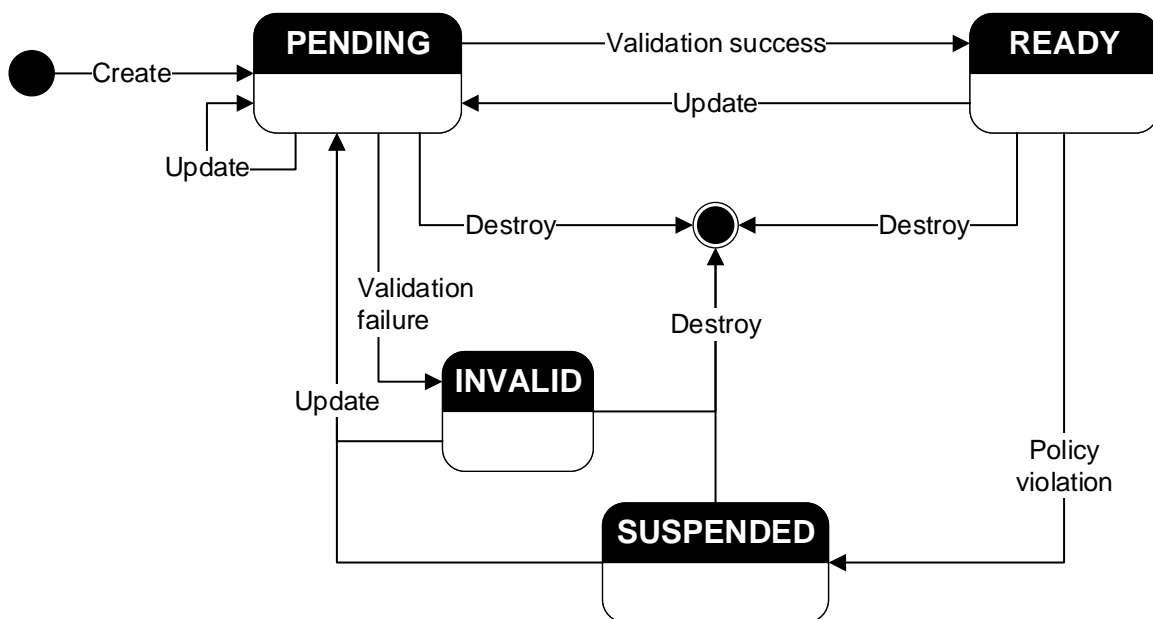 PENDING
Validation success
READY
Create
Update
Update
Destroy
Destroy
Validation
failure
Destroy
INVALID
Update
Policy
violation
SUSPENDED